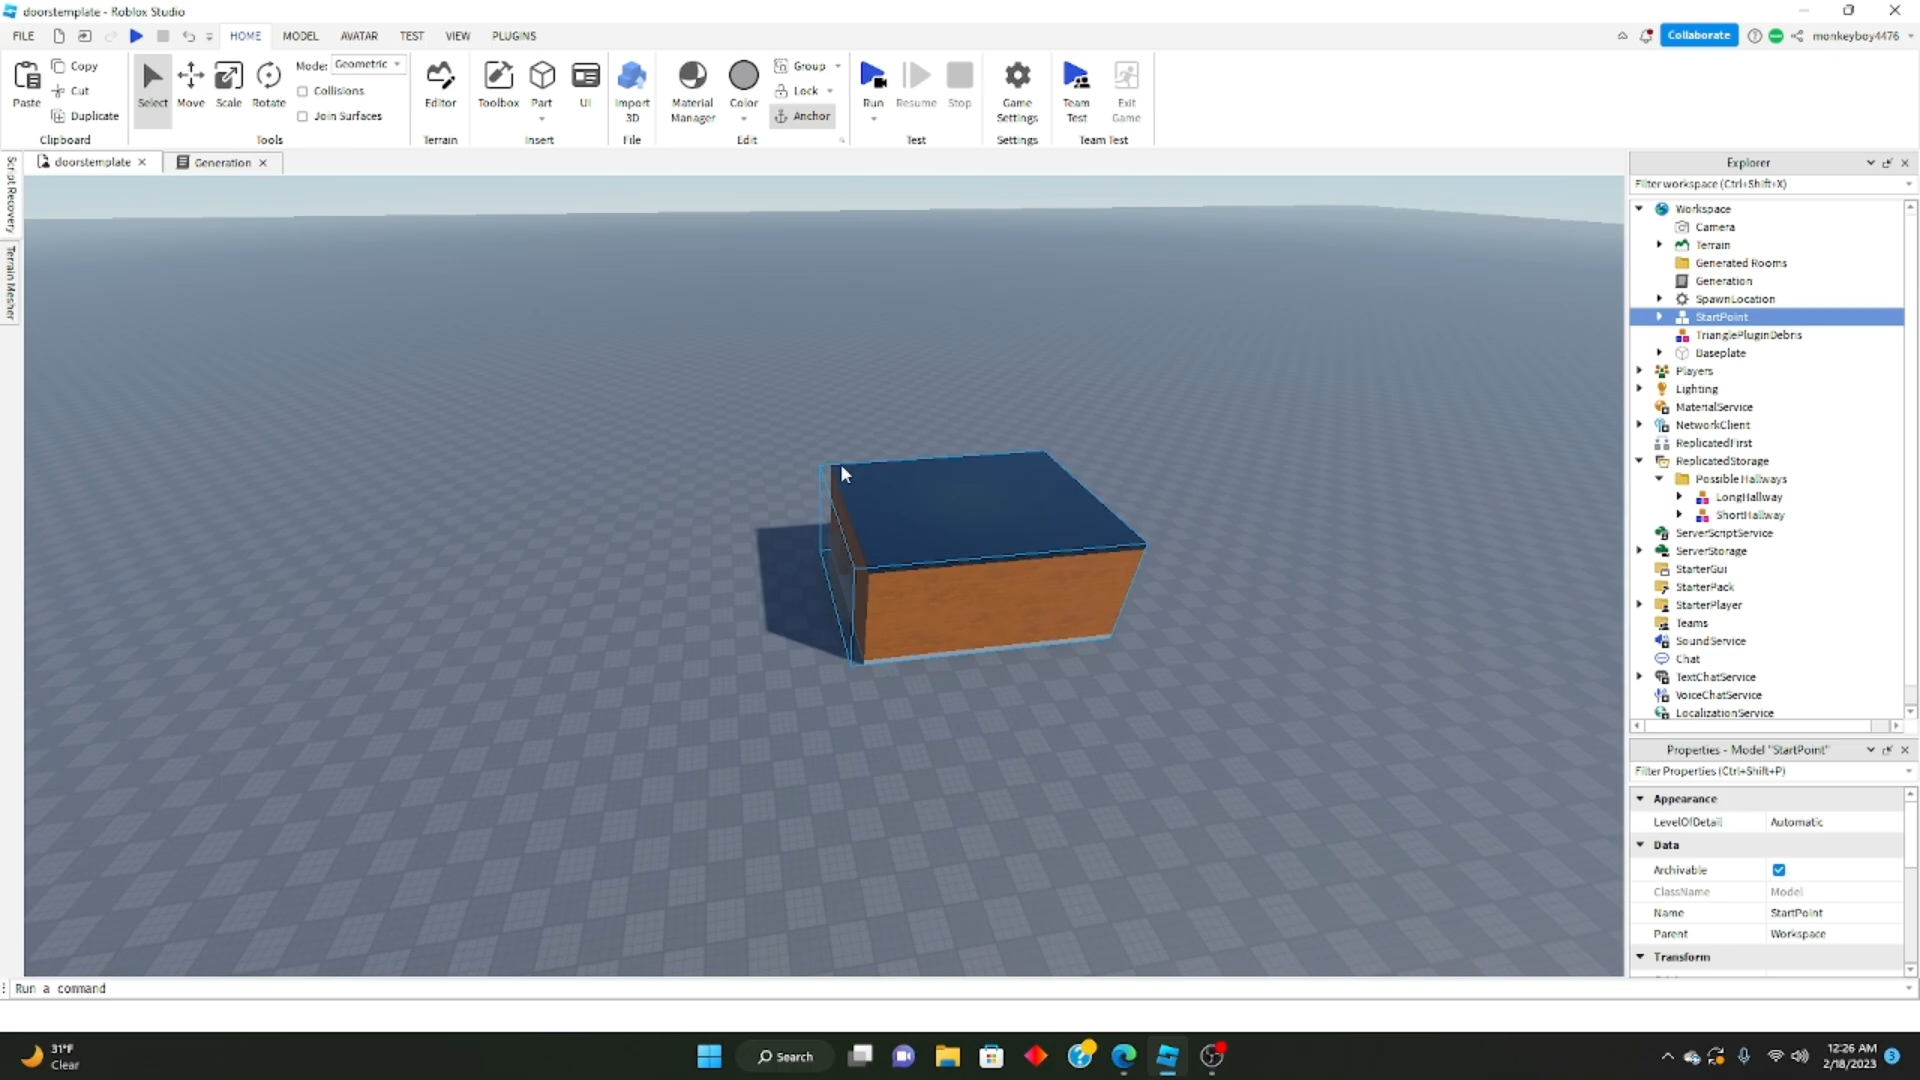 doorstemplate - Roblox Studio
FILE HOME MODEL AVATAR TEST VIEW PLUGINS Collaborate monkeyboy4476
Paste Copy Cut Duplicate Clipboard
Select Move Scale Rotate Mode: Geometric Collisions Join Surfaces Tools
Editor Terrain
Toolbox Part UI Insert
Import 3D File
Material Manager Color Group Lock Anchor Edit
Run Resume Stop Test
Game Settings Settings
Team Test Exit Game Team Test
doorstemplate Generation
Script Recovery
Terrain Mesher
Explorer
Filter workspace (Ctrl+Shift+X)
Workspace
Camera
Terrain
Generated Rooms
Generation
SpawnLocation
StartPoint
TrianglePluginDebris
Baseplate
Players
Lighting
MaterialService
NetworkClient
ReplicatedFirst
ReplicatedStorage
Possible Hallways
LongHallway
ShortHallway
ServerScriptService
ServerStorage
StarterGui
StarterPack
StarterPlayer
Teams
SoundService
Chat
TextChatService
VoiceChatService
LocalizationService
Properties - Model "StartPoint"
Filter Properties (Ctrl+Shift+P)
Appearance
LevelOfDetail Automatic
Data
Archivable
ClassName Model
Name StartPoint
Parent Workspace
Transform
Run a command
31°F
Clear
Search
12:26 AM
2/18/2023
3